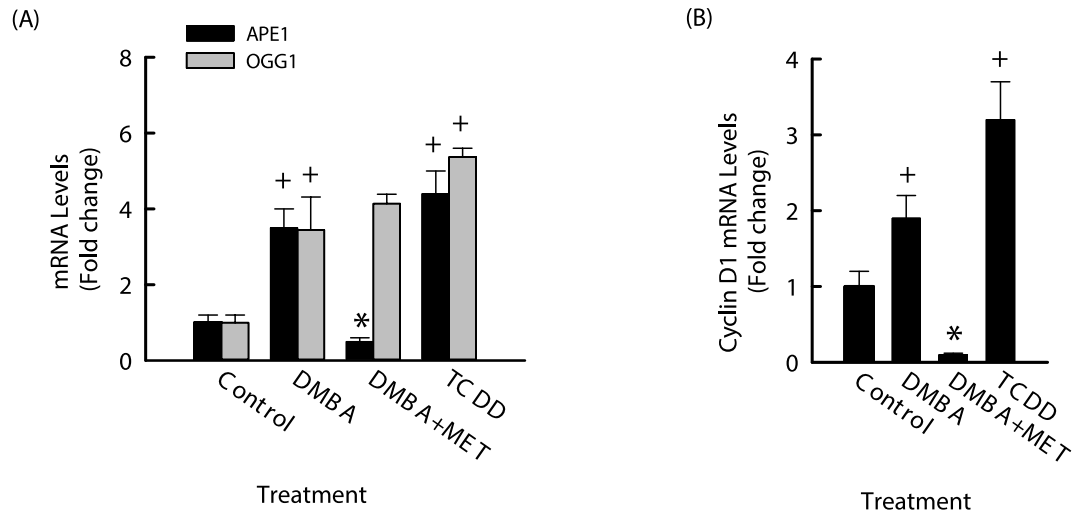 (A)
APE1
OGG1
mRNA Levels
(Fold change)
8
6
4
2
0
+
+
*
+
+
Control
DMBA
DMBA+MET
TCDD
Treatment
(B)
Cyclin D1 mRNA Levels
(Fold change)
4
3
2
1
0
+
*
+
Control
DMBA
DMBA+MET
TCDD
Treatment